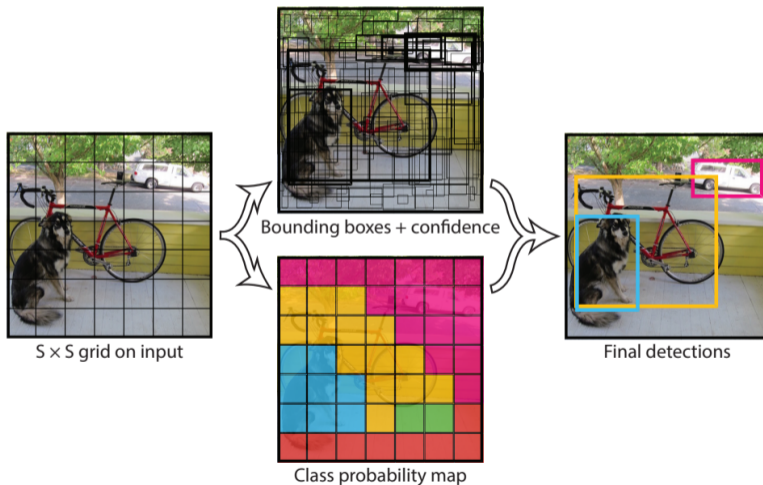 Bounding boxes + confidence
S × S grid on input
Final detections
Class probability map